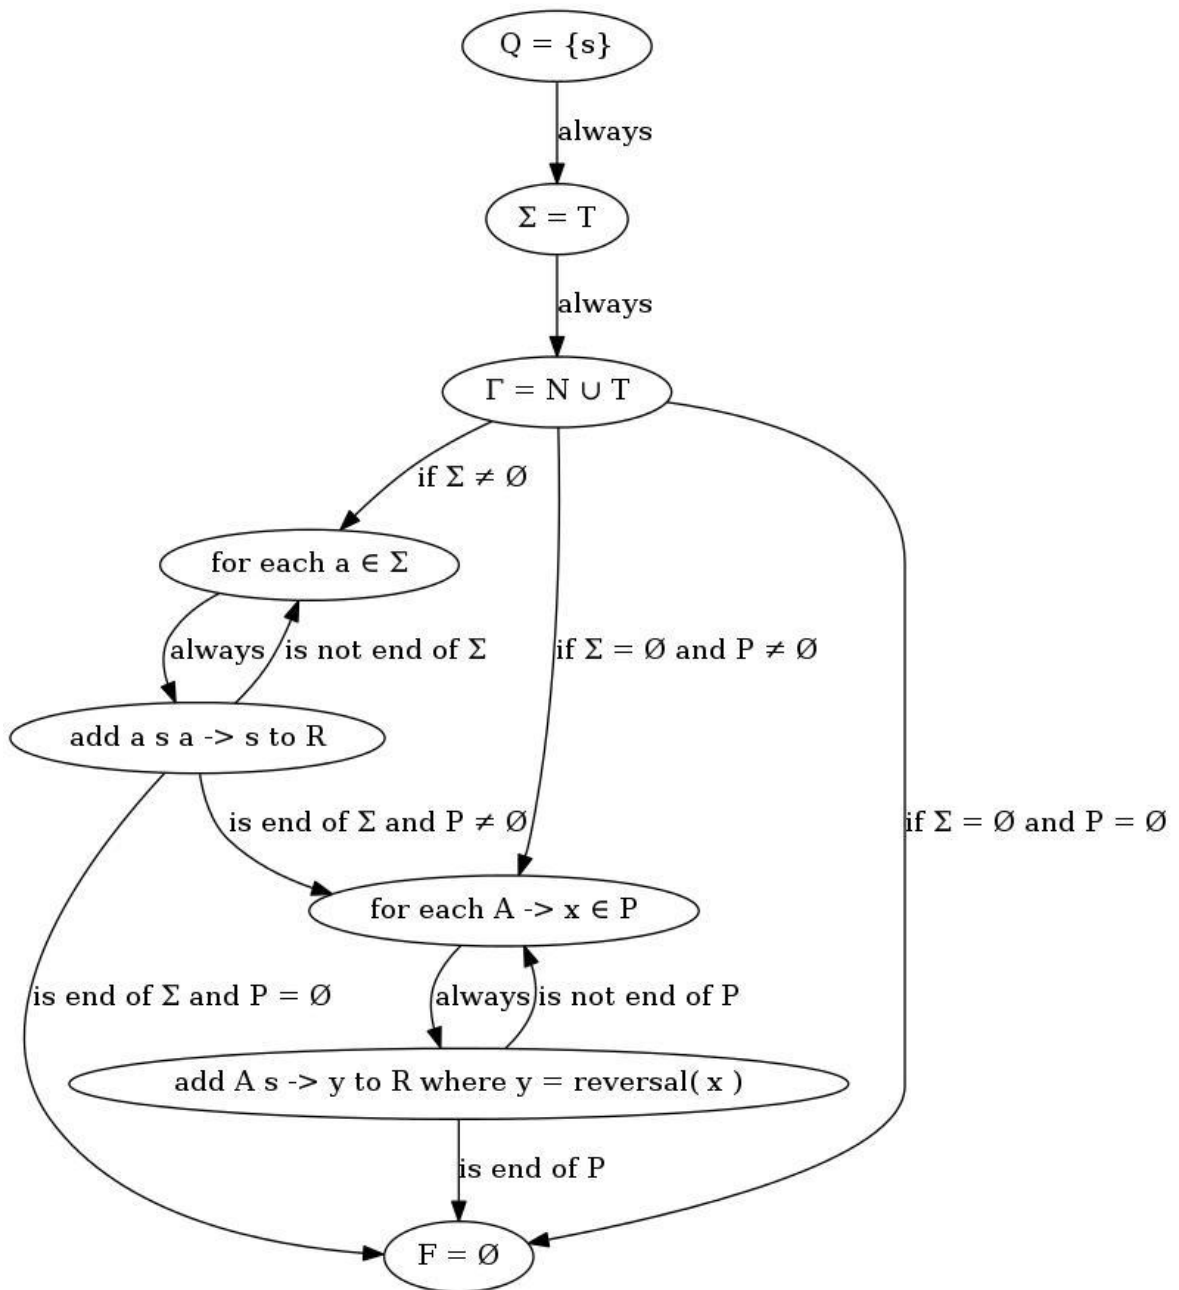 Q = {s}
always
Σ = T
always
Γ = N ∪ T
if Σ ≠ Ø
for each a ∈ Σ
always
is not end of Σ
if Σ = Ø and P ≠ Ø
add a s a -> s to R
is end of Σ and P ≠ Ø
if Σ = Ø and P = Ø
for each A -> x ∈ P
is end of Σ and P = Ø
always
is not end of P
add A s -> y to R where y = reversal( x )
is end of P
F = Ø